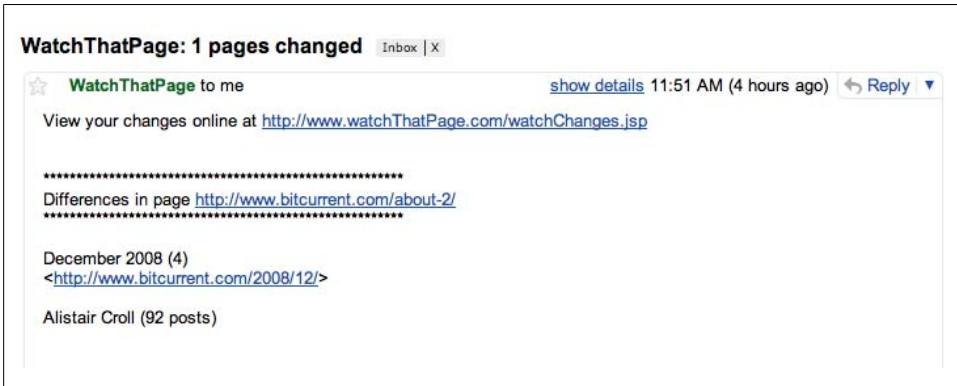 WatchThatPage: 1 pages changed Inbox | X
WatchThatPage to me show details 11:51 AM (4 hours ago) Reply
View your changes online at http://www.watchThatPage.com/watchChanges.jsp
*******************************************************
Differences in page http://www.bitcurrent.com/about-2/
*******************************************************
December 2008 (4)
<http://www.bitcurrent.com/2008/12/>
Alistair Croll (92 posts)